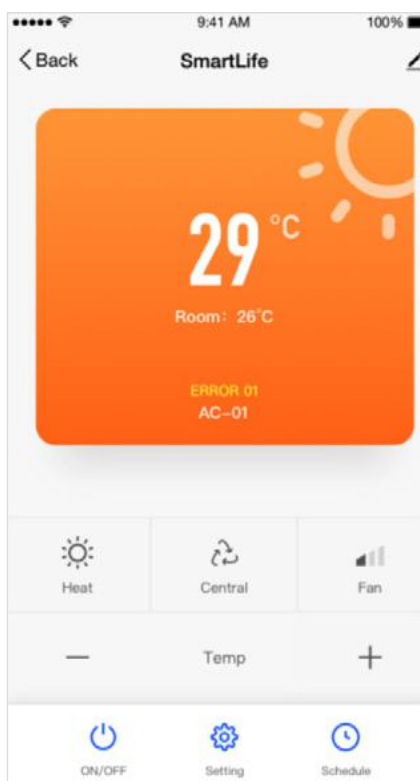 9:41 AM 100%
Back SmartLife
29 °C
Room: 26°C
ERROR 01
AC-01
Heat Central Fan
— Temp +
ON/OFF Setting Schedule